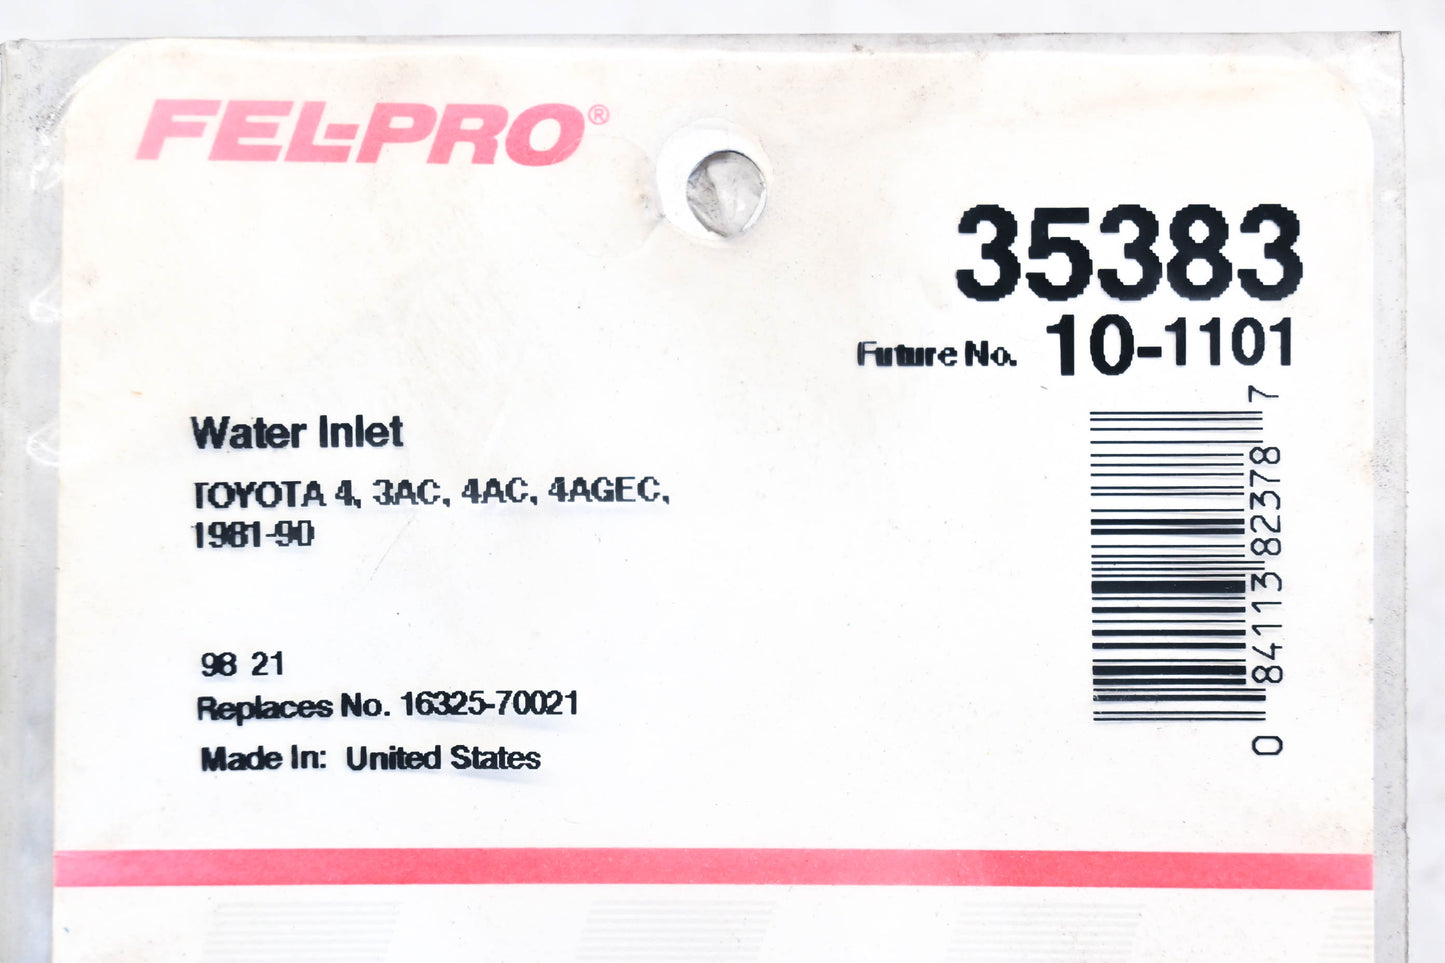 FEL-PRO®
35383
Future No. 10-1101
Water Inlet
TOYOTA 4, 3AC, 4AC, 4AGEC,
1981-90
98 21
Replaces No. 16325-70021
Made In: United States
0 84113 82378 7